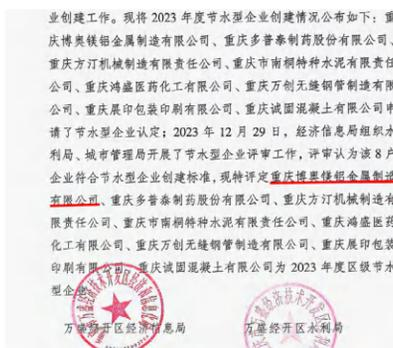 业创建工作。现将 2023 年度节水型企业创建情况公布如下：重
庆博奥镁铝金属制造有限公司、重庆多普泰制药股份有限公司、
重庆方汀机械制造有限责任公司、重庆市南桐特种水泥有限责任
公司、重庆鸿盛医药化工有限公司、重庆万创无缝钢管制造有限
公司、重庆展印包装印刷有限公司、重庆诚固混凝土有限公司申
请了节水型企业认定；2023 年 12 月 29 日，经济信息局组织水
利局、城市管理局开展了节水型企业评审工作，评审认为该 8 户
企业符合节水型企业创建标准，现特评定重庆博奥镁铝金属制造
有限公司、重庆多普泰制药股份有限公司、重庆方汀机械制造有
限责任公司、重庆市南桐特种水泥有限责任公司、重庆鸿盛医药
化工有限公司、重庆万创无缝钢管制造有限公司、重庆展印包装
印刷有限公司、重庆诚固混凝土有限公司为 2023 年度区级节水
型企业
万盛经开区经济信息局 万盛经开区水利局